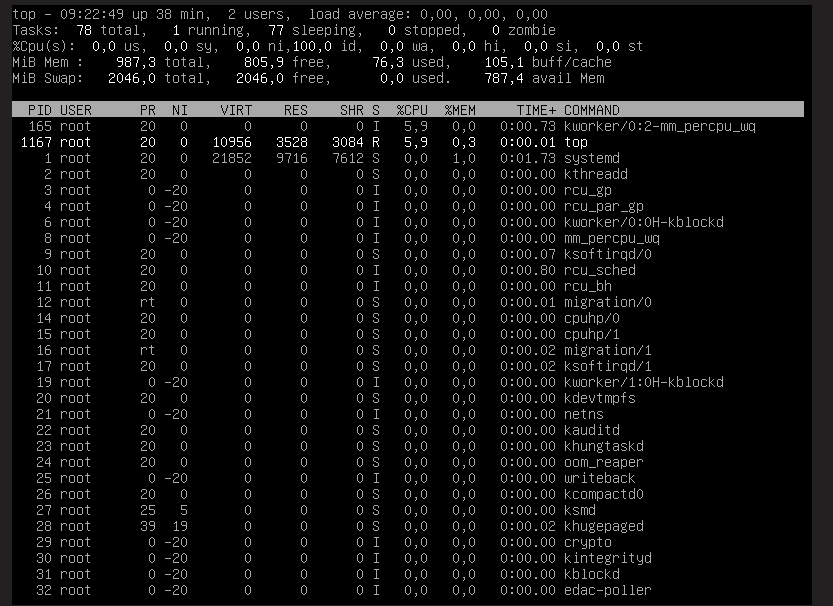 top - 09:22:49 up 38 min,  2 users,  load average: 0,00, 0,00, 0,00
Tasks:  78 total,   1 running,  77 sleeping,   0 stopped,   0 zombie
%Cpu(s):  0,0 us,  0,0 sy,  0,0 ni,100,0 id,  0,0 wa,  0,0 hi,  0,0 si,  0,0 st
MiB Mem :    987,3 total,    805,9 free,     76,3 used,    105,1 buff/cache
MiB Swap:   2046,0 total,   2046,0 free,      0,0 used.    787,4 avail Mem
PID USER      PR  NI    VIRT    RES    SHR S  %CPU  %MEM     TIME+ COMMAND
165 root      20   0       0      0      0 I   5,9   0,0   0:00.73 kworker/0:2-mm_percpu_wq
1167 root      20   0   10956   3528   3084 R   5,9   0,3   0:00.01 top
1 root      20   0   21852   9716   7612 S   0,0   1,0   0:01.73 systemd
2 root      20   0       0      0      0 S   0,0   0,0   0:00.00 kthreadd
3 root       0 -20       0      0      0 I   0,0   0,0   0:00.00 rcu_gp
4 root       0 -20       0      0      0 I   0,0   0,0   0:00.00 rcu_par_gp
6 root       0 -20       0      0      0 I   0,0   0,0   0:00.00 kworker/0:0H-kblockd
8 root       0 -20       0      0      0 I   0,0   0,0   0:00.00 mm_percpu_wq
9 root      20   0       0      0      0 S   0,0   0,0   0:00.07 ksoftirqd/0
10 root      20   0       0      0      0 I   0,0   0,0   0:00.80 rcu_sched
11 root      20   0       0      0      0 I   0,0   0,0   0:00.00 rcu_bh
12 root      rt   0       0      0      0 S   0,0   0,0   0:00.01 migration/0
14 root      20   0       0      0      0 S   0,0   0,0   0:00.00 cpuhp/0
15 root      20   0       0      0      0 S   0,0   0,0   0:00.00 cpuhp/1
16 root      rt   0       0      0      0 S   0,0   0,0   0:00.02 migration/1
17 root      20   0       0      0      0 S   0,0   0,0   0:00.02 ksoftirqd/1
19 root       0 -20       0      0      0 I   0,0   0,0   0:00.00 kworker/1:0H-kblockd
20 root      20   0       0      0      0 S   0,0   0,0   0:00.00 kdevtmpfs
21 root       0 -20       0      0      0 I   0,0   0,0   0:00.00 netns
22 root      20   0       0      0      0 S   0,0   0,0   0:00.00 kauditd
23 root      20   0       0      0      0 S   0,0   0,0   0:00.00 khungtaskd
24 root      20   0       0      0      0 S   0,0   0,0   0:00.00 oom_reaper
25 root       0 -20       0      0      0 I   0,0   0,0   0:00.00 writeback
26 root      20   0       0      0      0 S   0,0   0,0   0:00.00 kcompactd0
27 root      25   5       0      0      0 S   0,0   0,0   0:00.00 ksmd
28 root      39  19       0      0      0 S   0,0   0,0   0:00.02 khugepaged
29 root       0 -20       0      0      0 I   0,0   0,0   0:00.00 crypto
30 root       0 -20       0      0      0 I   0,0   0,0   0:00.00 kintegrityd
31 root       0 -20       0      0      0 I   0,0   0,0   0:00.00 kblockd
32 root       0 -20       0      0      0 I   0,0   0,0   0:00.00 edac-poller